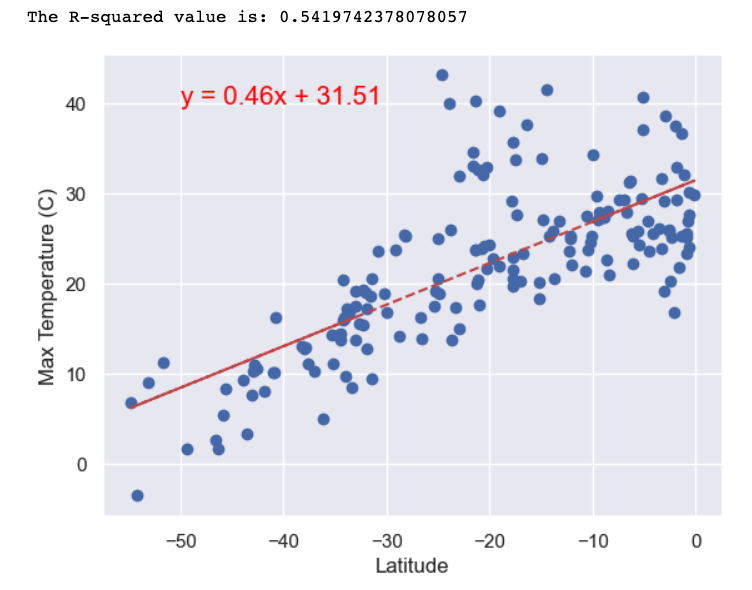 The R-squared value is: 0.5419742378078057
y = 0.46x + 31.51
40
30
20
10
0
Max Temperature (C)
−50 −40 −30 −20 −10 0
Latitude